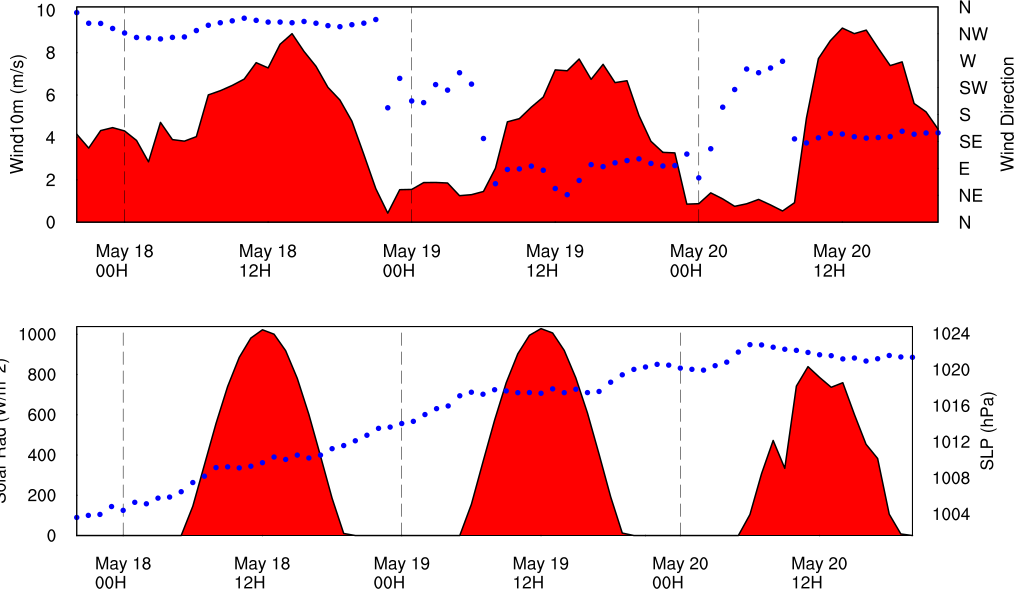 10
8
6
4
2
0
Wind10m (m/s)
N
NW
W
SW
S
SE
E
NE
N
Wind Direction
May 18 May 18 May 19 May 19 May 20 May 20
00H 12H 00H 12H 00H 12H
1000
800
600
400
200
0
Solar Rad (W/m^2)
1024
1020
1016
1012
1008
1004
SLP (hPa)
May 18 May 18 May 19 May 19 May 20 May 20
00H 12H 00H 12H 00H 12H